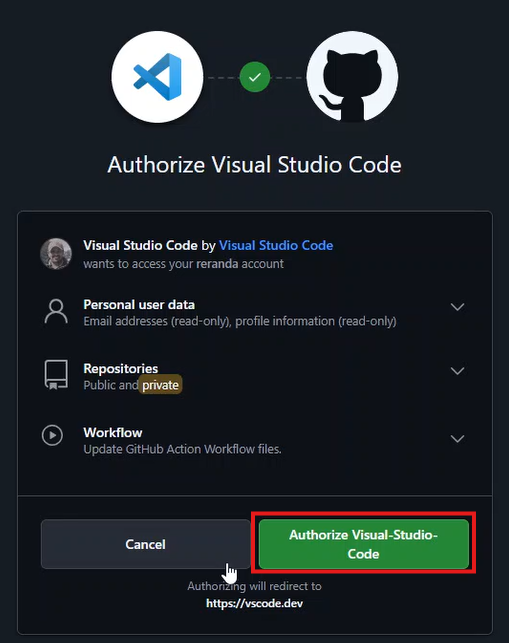 Authorize Visual Studio Code
Visual Studio Code by Visual Studio Code
wants to access your reranda account
Personal user data
Email addresses (read-only), profile information (read-only)
Repositories
Public and private
Workflow
Update GitHub Action Workflow files.
Cancel
Authorize Visual-Studio-
Code
Authorizing will redirect to
https://vscode.dev